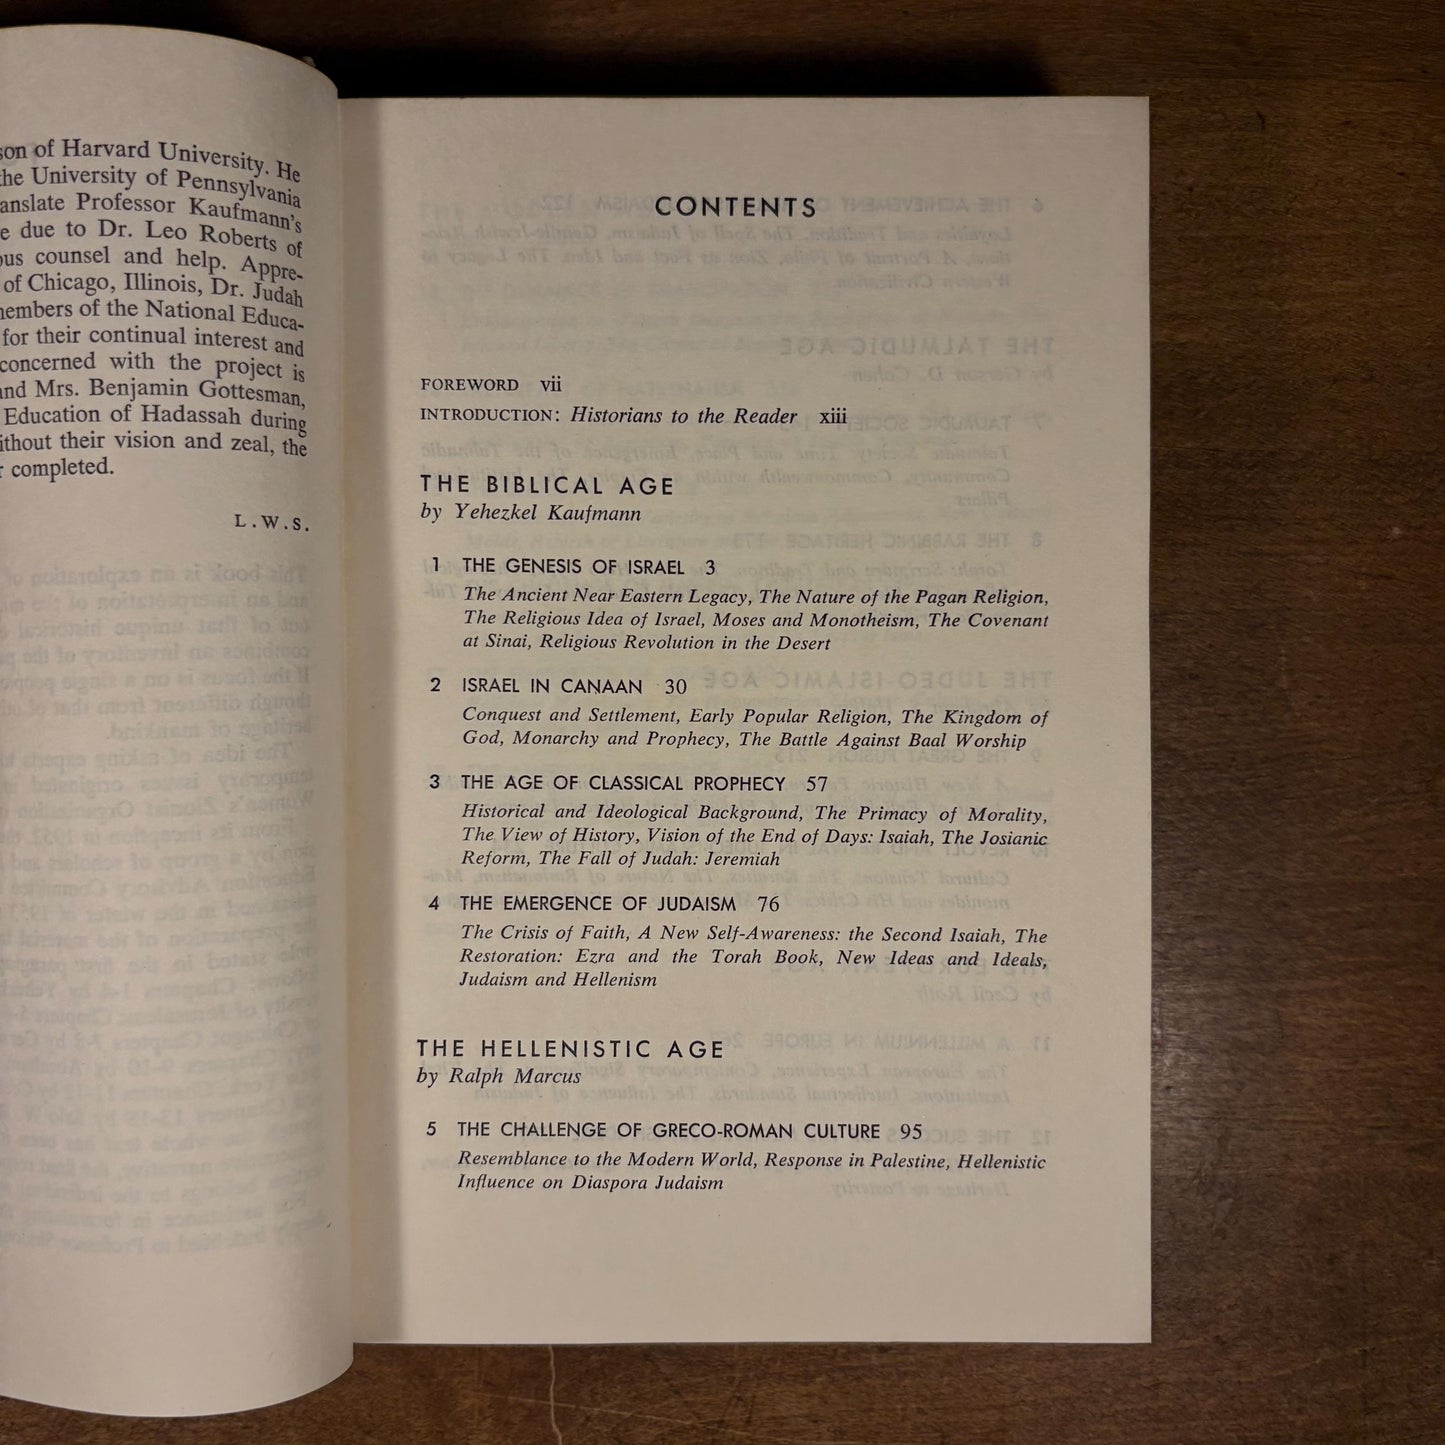 son of Harvard University. He
the University of Pennsylvania
anslate Professor Kaufmann's
e due to Dr. Leo Roberts of
ous counsel and help. Appre-
of Chicago, Illinois, Dr. Judah
members of the National Educa-
for their continual interest and
concerned with the project is
and Mrs. Benjamin Gottesman,
Education of Hadassah during
ithout their vision and zeal, the
r completed.
L.W.S.
CONTENTS
FOREWORD vii
INTRODUCTION: Historians to the Reader xiii
THE BIBLICAL AGE
by Yehezkel Kaufmann
1 THE GENESIS OF ISRAEL 3
The Ancient Near Eastern Legacy, The Nature of the Pagan Religion,
The Religious Idea of Israel, Moses and Monotheism, The Covenant
at Sinai, Religious Revolution in the Desert
2 ISRAEL IN CANAAN 30
Conquest and Settlement, Early Popular Religion, The Kingdom of
God, Monarchy and Prophecy, The Battle Against Baal Worship
3 THE AGE OF CLASSICAL PROPHECY 57
Historical and Ideological Background, The Primacy of Morality,
The View of History, Vision of the End of Days: Isaiah, The Josianic
Reform, The Fall of Judah: Jeremiah
4 THE EMERGENCE OF JUDAISM 76
The Crisis of Faith, A New Self-Awareness: the Second Isaiah, The
Restoration: Ezra and the Torah Book, New Ideas and Ideals,
Judaism and Hellenism
THE HELLENISTIC AGE
by Ralph Marcus
5 THE CHALLENGE OF GRECO-ROMAN CULTURE 95
Resemblance to the Modern World, Response in Palestine, Hellenistic
Influence on Diaspora Judaism